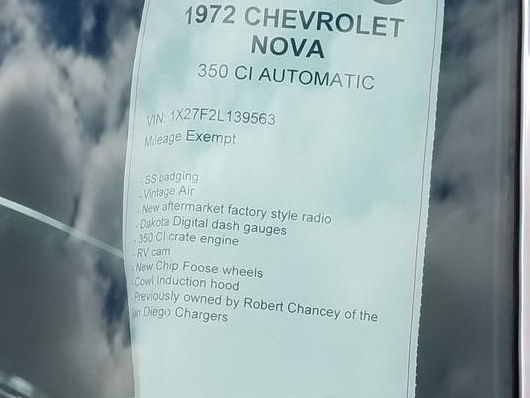 1972 CHEVROLET
NOVA
350 CI AUTOMATIC
VIN: 1X27F2L139563
Mileage Exempt
- SS badging
- Vintage Air
- New aftermarket factory style radio
- Dakota Digital dash gauges
- 350 CI crate engine
- RV cam
- New Chip Foose wheels
- Cowl Induction hood
- Previously owned by Robert Chancey of the
San Diego Chargers